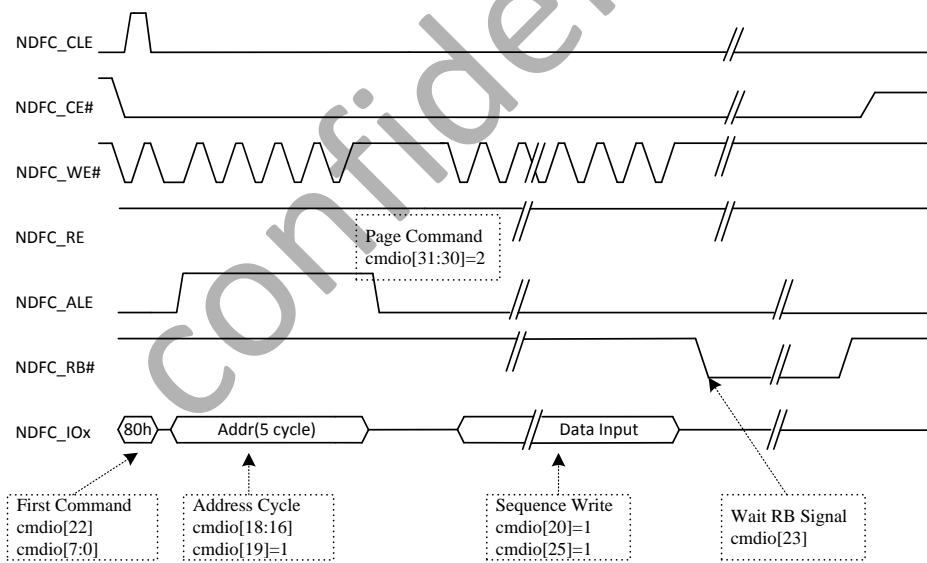 NDFC_CLE
NDFC_CE#
NDFC_WE#
NDFC_RE
Page Command
cmdio[31:30]=2
NDFC_ALE
NDFC_RB#
NDFC_IOx
80h
Addr(5 cycle)
Data Input
First Command
cmdio[22]
cmdio[7:0]
Address Cycle
cmdio[18:16]
cmdio[19]=1
Sequence Write
cmdio[20]=1
cmdio[25]=1
Wait RB Signal
cmdio[23]
confide